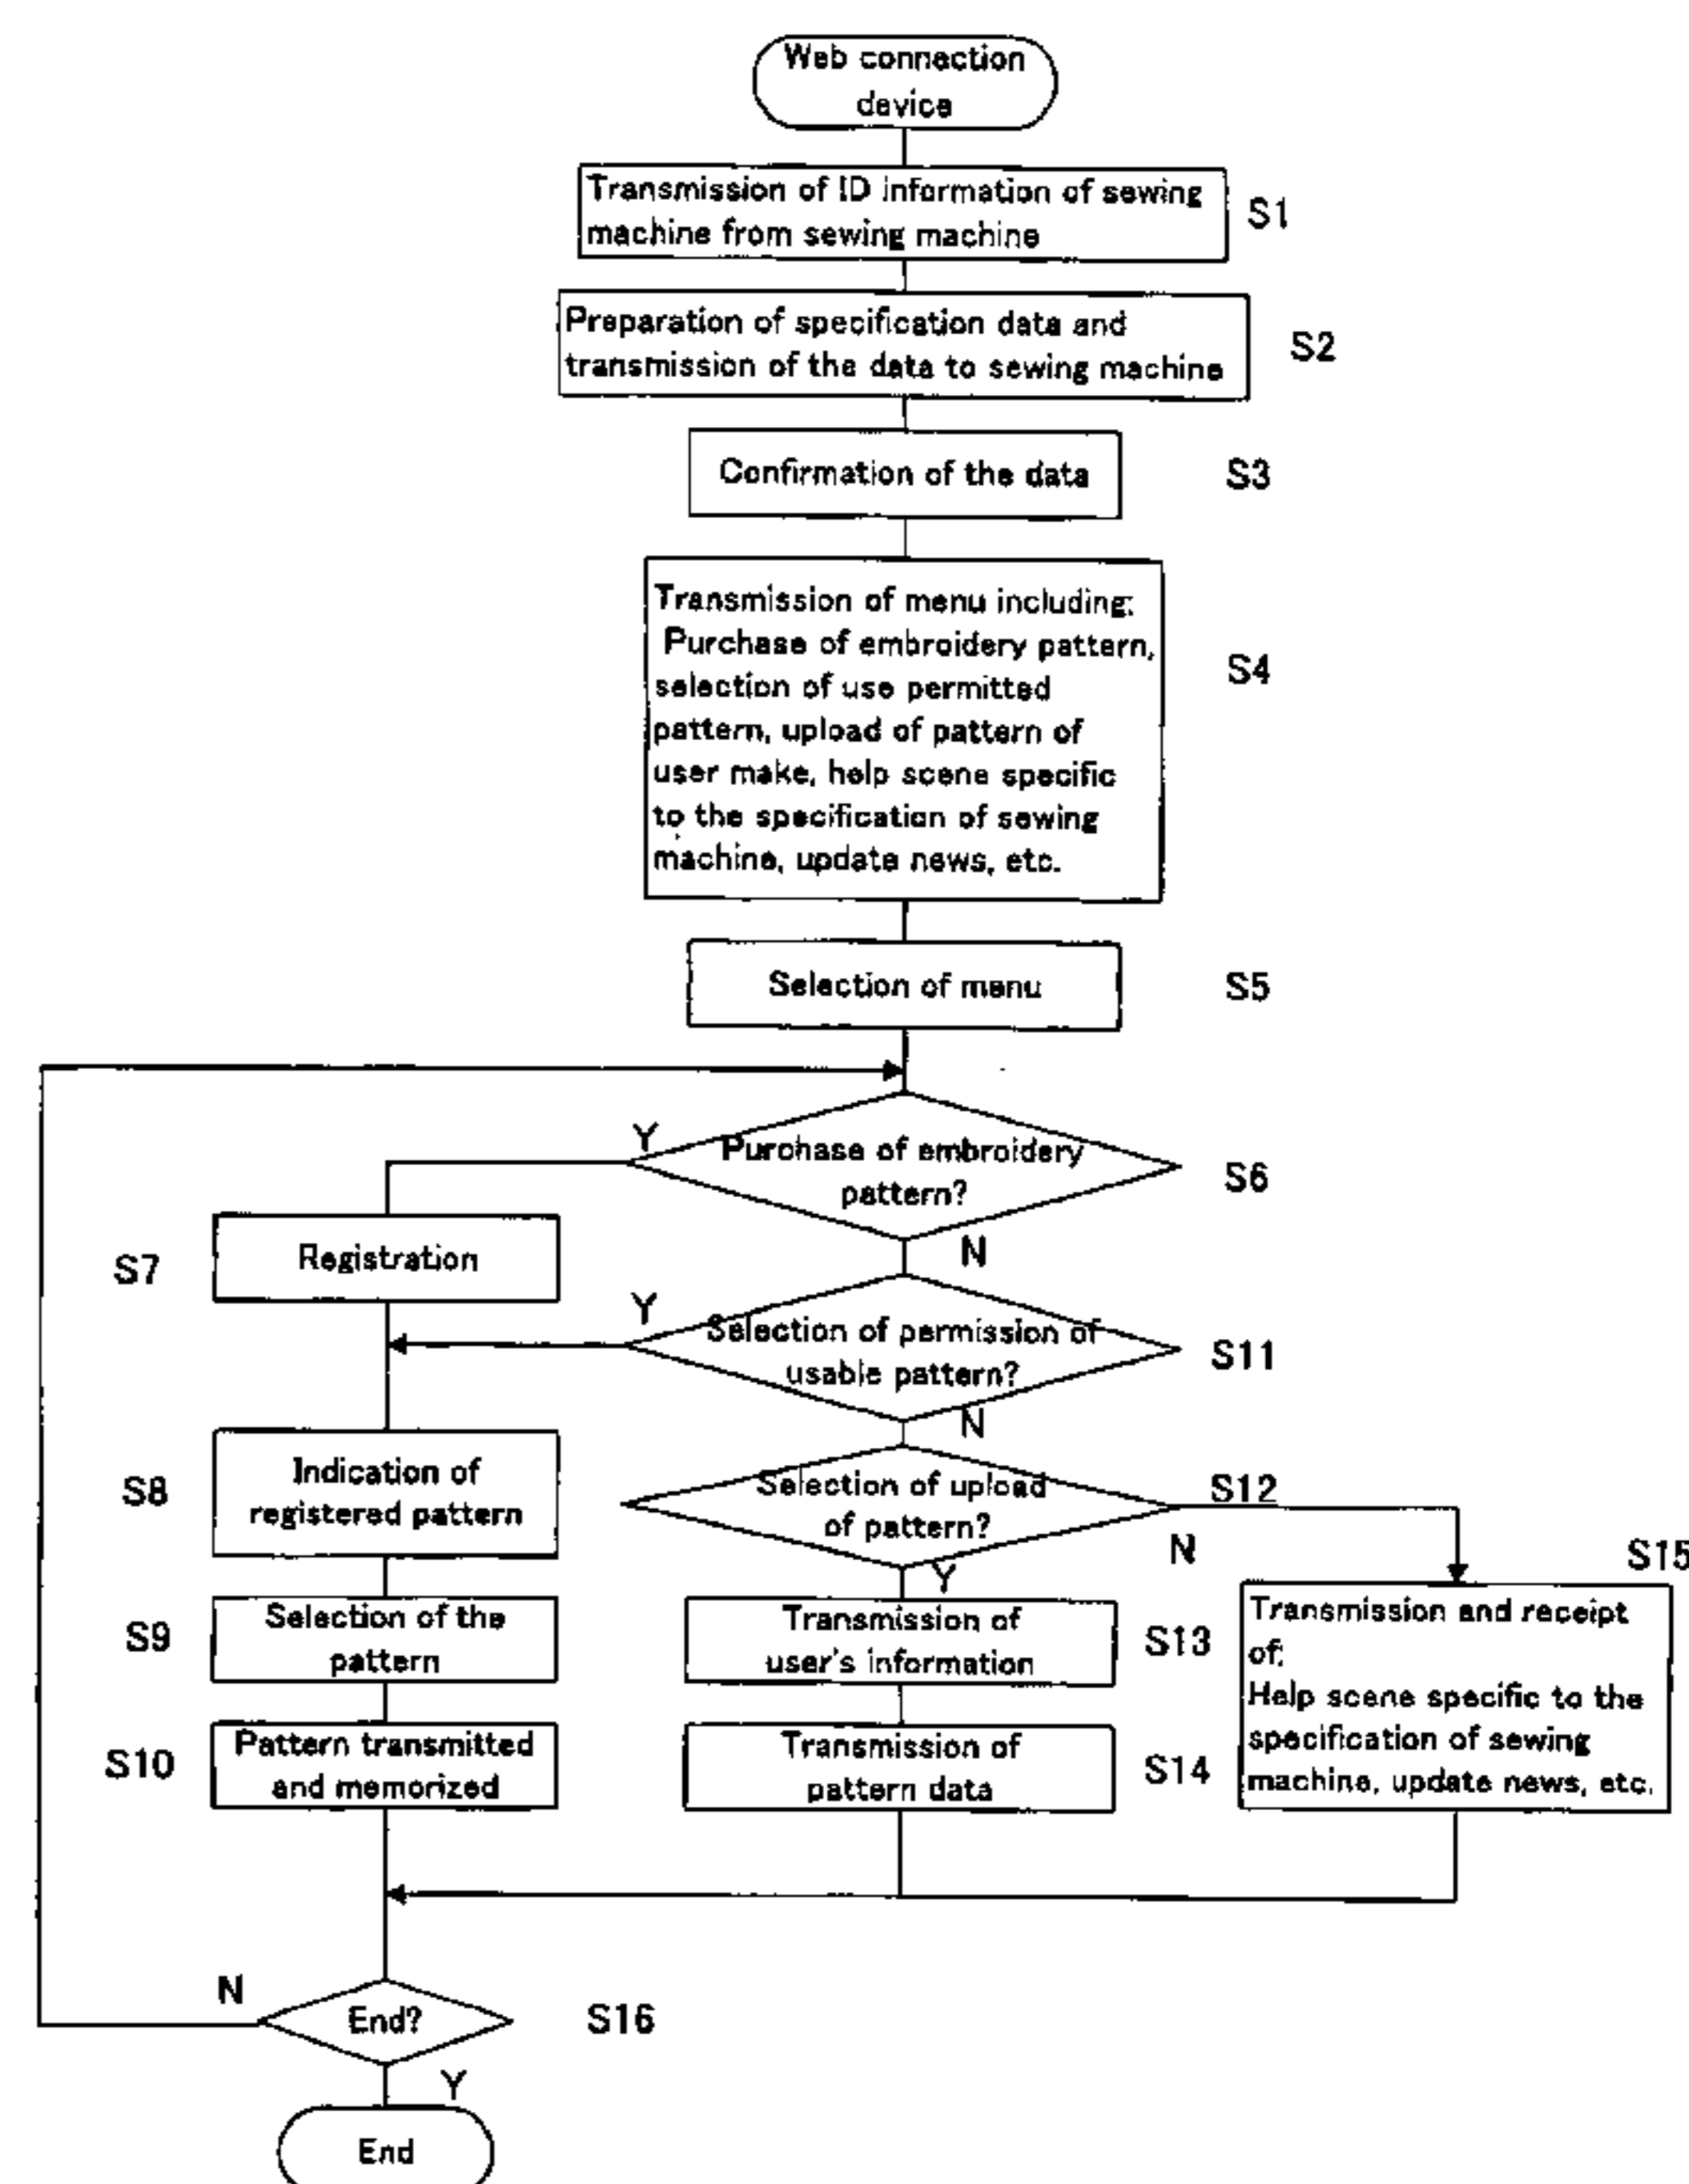 Web connection
device
Transmission of ID information of sewing
machine from sewing machine
S1
Preparation of specification data and
transmission of the data to sewing machine
S2
Confirmation of the data
S3
Transmission of menu including:
Purchase of embroidery pattern,
selection of use permitted
pattern, upload of pattern of
user make, help scene specific
to the specification of sewing
machine, update news, etc.
S4
Selection of menu
S5
Y
Purchase of embroidery
pattern?
S6
N
S7
Registration
Y
Selection of permission of
usable pattern?
S11
N
S8
Indication of
registered pattern
Selection of upload
of pattern?
S12
N
Y
S15
S9
Selection of the
pattern
Transmission of
user's information
S13
Transmission and receipt
of:
Help scene specific to the
specification of sewing
machine, update news, etc.
S10
Pattern transmitted
and memorized
Transmission of
pattern data
S14
N
End?
S16
Y
End